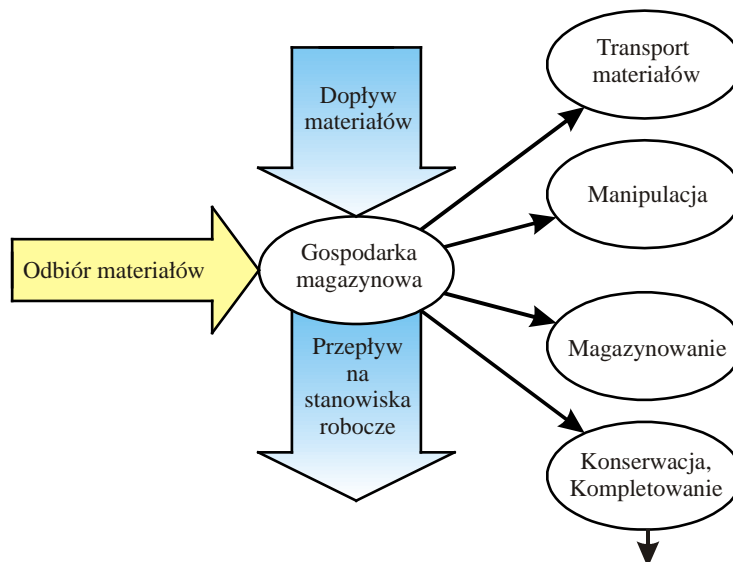 Transport
materiałów
Dopływ
materiałów
Manipulacja
Odbiór materiałów
Gospodarka
magazynowa
Magazynowanie
Przepływ
na
stanowiska
robocze
Konserwacja,
Kompletowanie